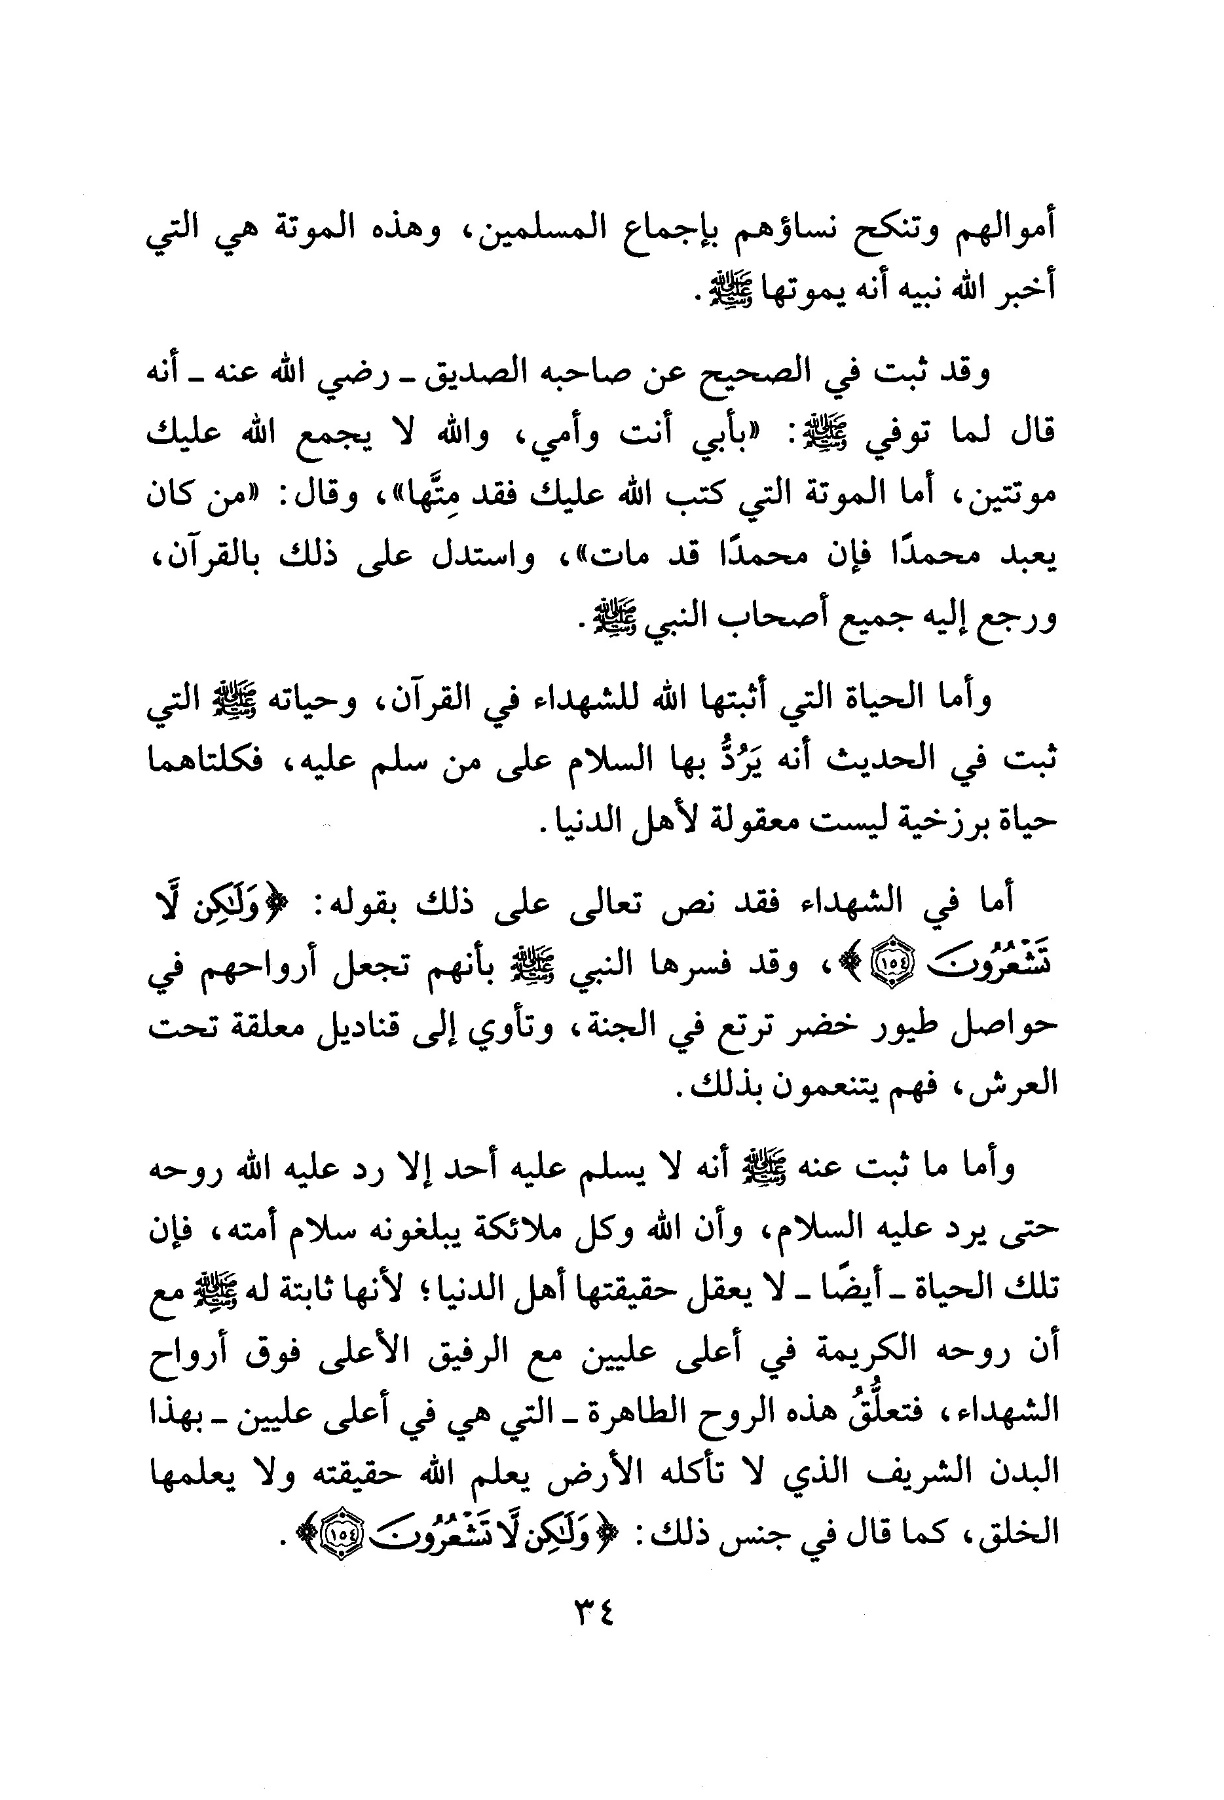 أموالهم وتنكح نساؤهم بإجماع المسلمين، وهذه الموتة هي التي
أخبر الله نبيه أنه يموتها ﷺ.
وقد ثبت في الصحيح عن صاحبه الصديق ـ رضي الله عنه ـ أنه
قال لما توفي ﷺ: «بأبي أنت وأمي، والله لا يجمع الله عليك
موتتين، أما الموتة التي كتب الله عليك فقد مِتَّها»، وقال: «من كان
يعبد محمدًا فإن محمدًا قد مات»، واستدل على ذلك بالقرآن،
ورجع إليه جميع أصحاب النبي ﷺ.
وأما الحياة التي أثبتها الله للشهداء في القرآن، وحياته ﷺ التي
ثبت في الحديث أنه يَرُدُّ بها السلام على من سلم عليه، فكلتاهما
حياة برزخية ليست معقولة لأهل الدنيا.
أما في الشهداء فقد نص تعالى على ذلك بقوله: ﴿وَلَٰكِن لَّا
تَشْعُرُونَ ١٥٤﴾، وقد فسرها النبي ﷺ بأنهم تجعل أرواحهم في
حواصل طيور خضر ترتع في الجنة، وتأوي إلى قناديل معلقة تحت
العرش، فهم يتنعمون بذلك.
وأما ما ثبت عنه ﷺ أنه لا يسلم عليه أحد إلا رد عليه الله روحه
حتى يرد عليه السلام، وأن الله وكل ملائكة يبلغونه سلام أمته، فإن
تلك الحياة ـ أيضًا ـ لا يعقل حقيقتها أهل الدنيا؛ لأنها ثابتة له ﷺ مع
أن روحه الكريمة في أعلى عليين مع الرفيق الأعلى فوق أرواح
الشهداء، فتعلُّقُ هذه الروح الطاهرة ـ التي هي في أعلى عليين ـ بهذا
البدن الشريف الذي لا تأكله الأرض يعلم الله حقيقته ولا يعلمها
الخلق، كما قال في جنس ذلك: ﴿وَلَٰكِن لَّا تَشْعُرُونَ ١٥٤﴾.
٣٤